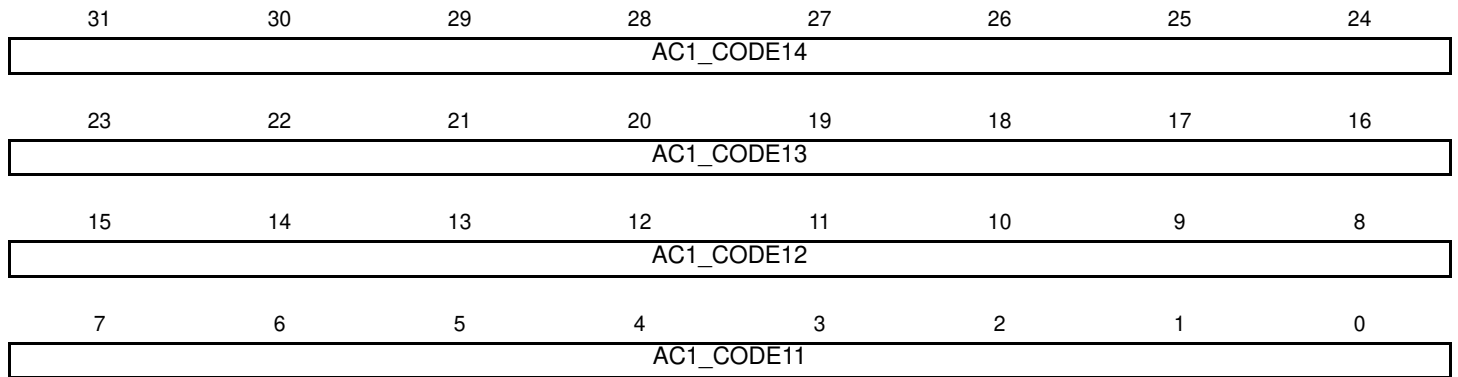 31 30 29 28 27 26 25 24
AC1_CODE14
23 22 21 20 19 18 17 16
AC1_CODE13
15 14 13 12 11 10 9 8
AC1_CODE12
7 6 5 4 3 2 1 0
AC1_CODE11